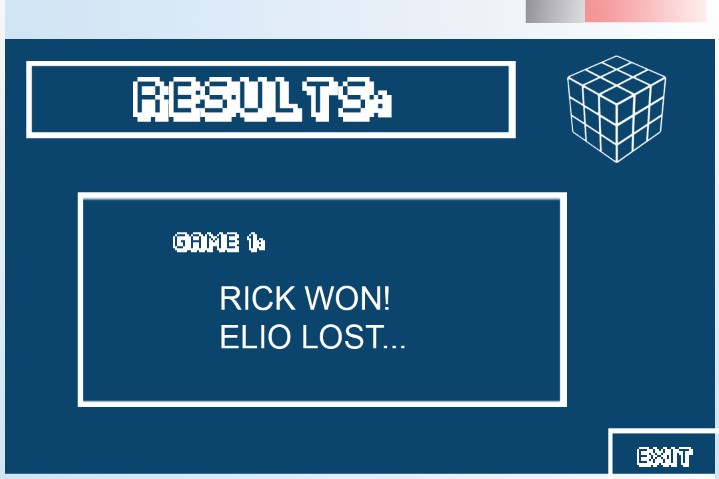 RESULTS:
GAME 1:
RICK WON!
ELIO LOST...
EXIT